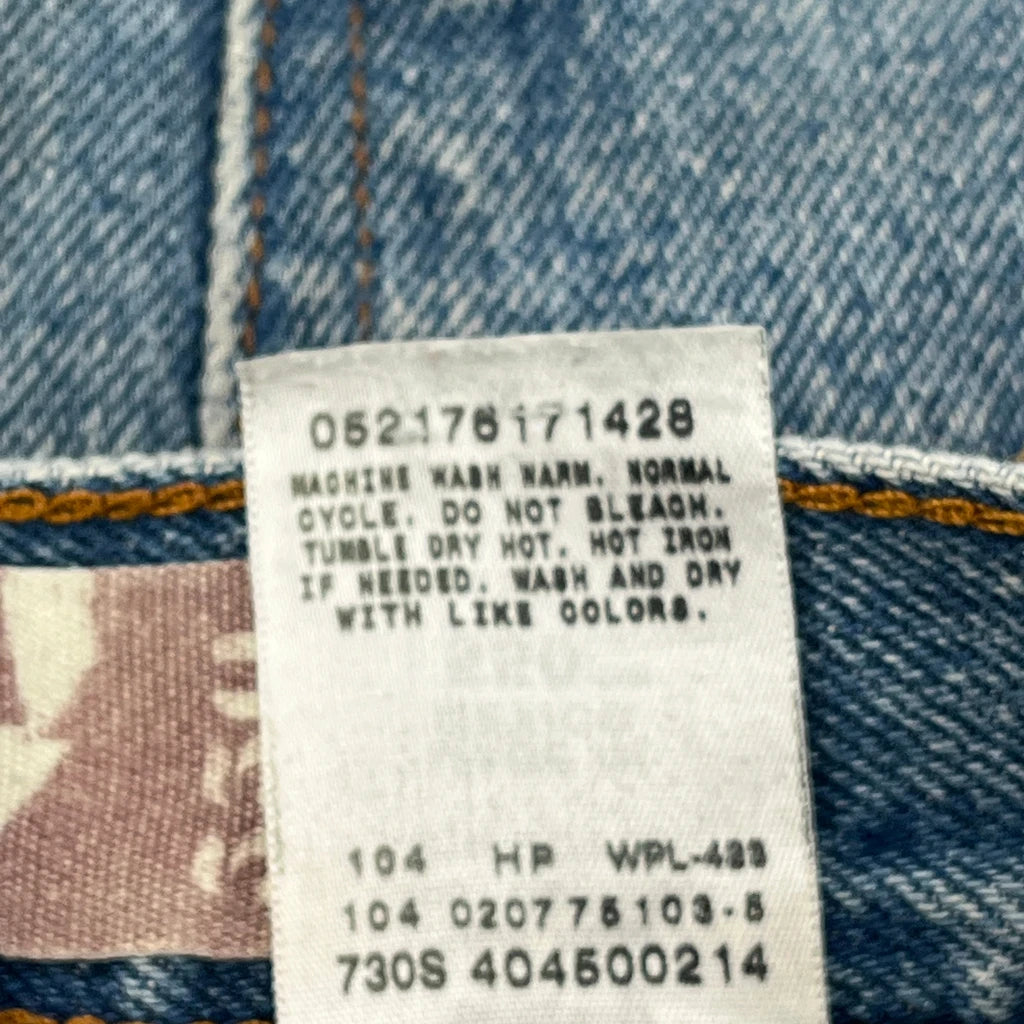 052176171428
MACHINE WASH WARM. NORMAL
CYCLE. DO NOT BLEACH.
TUMBLE DRY HOT. HOT IRON
IF NEEDED. WASH AND DRY
WITH LIKE COLORS.
104 HP WPL-423
104 020775103-5
730S 404500214